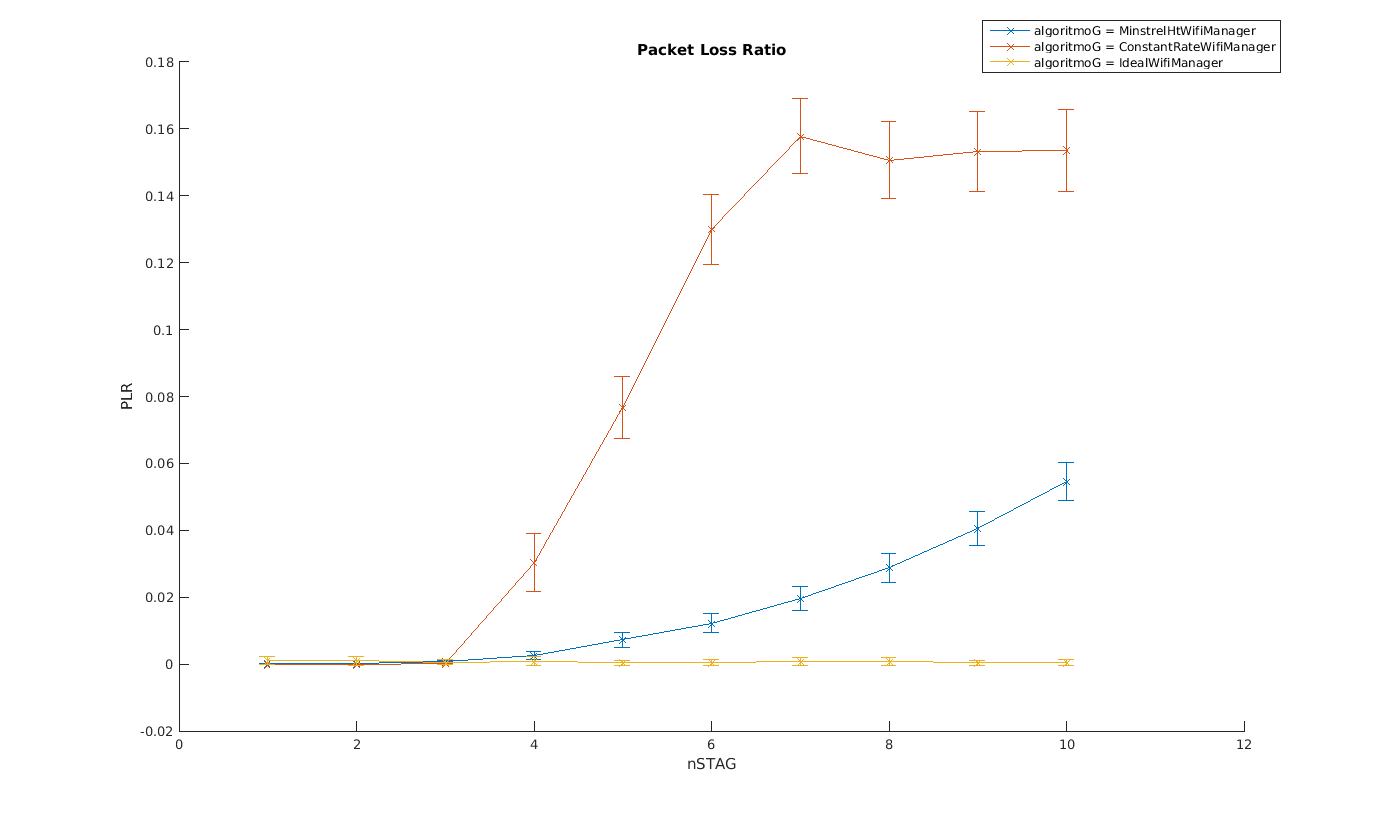 Packet Loss Ratio
algoritmoG = MinstrelHtWifiManager
algoritmoG = ConstantRateWifiManager
algoritmoG = IdealWifiManager
PLR
0.18
0.16
0.14
0.12
0.1
0.08
0.06
0.04
0.02
0
-0.02
0 2 4 6 8 10 12
nSTAG